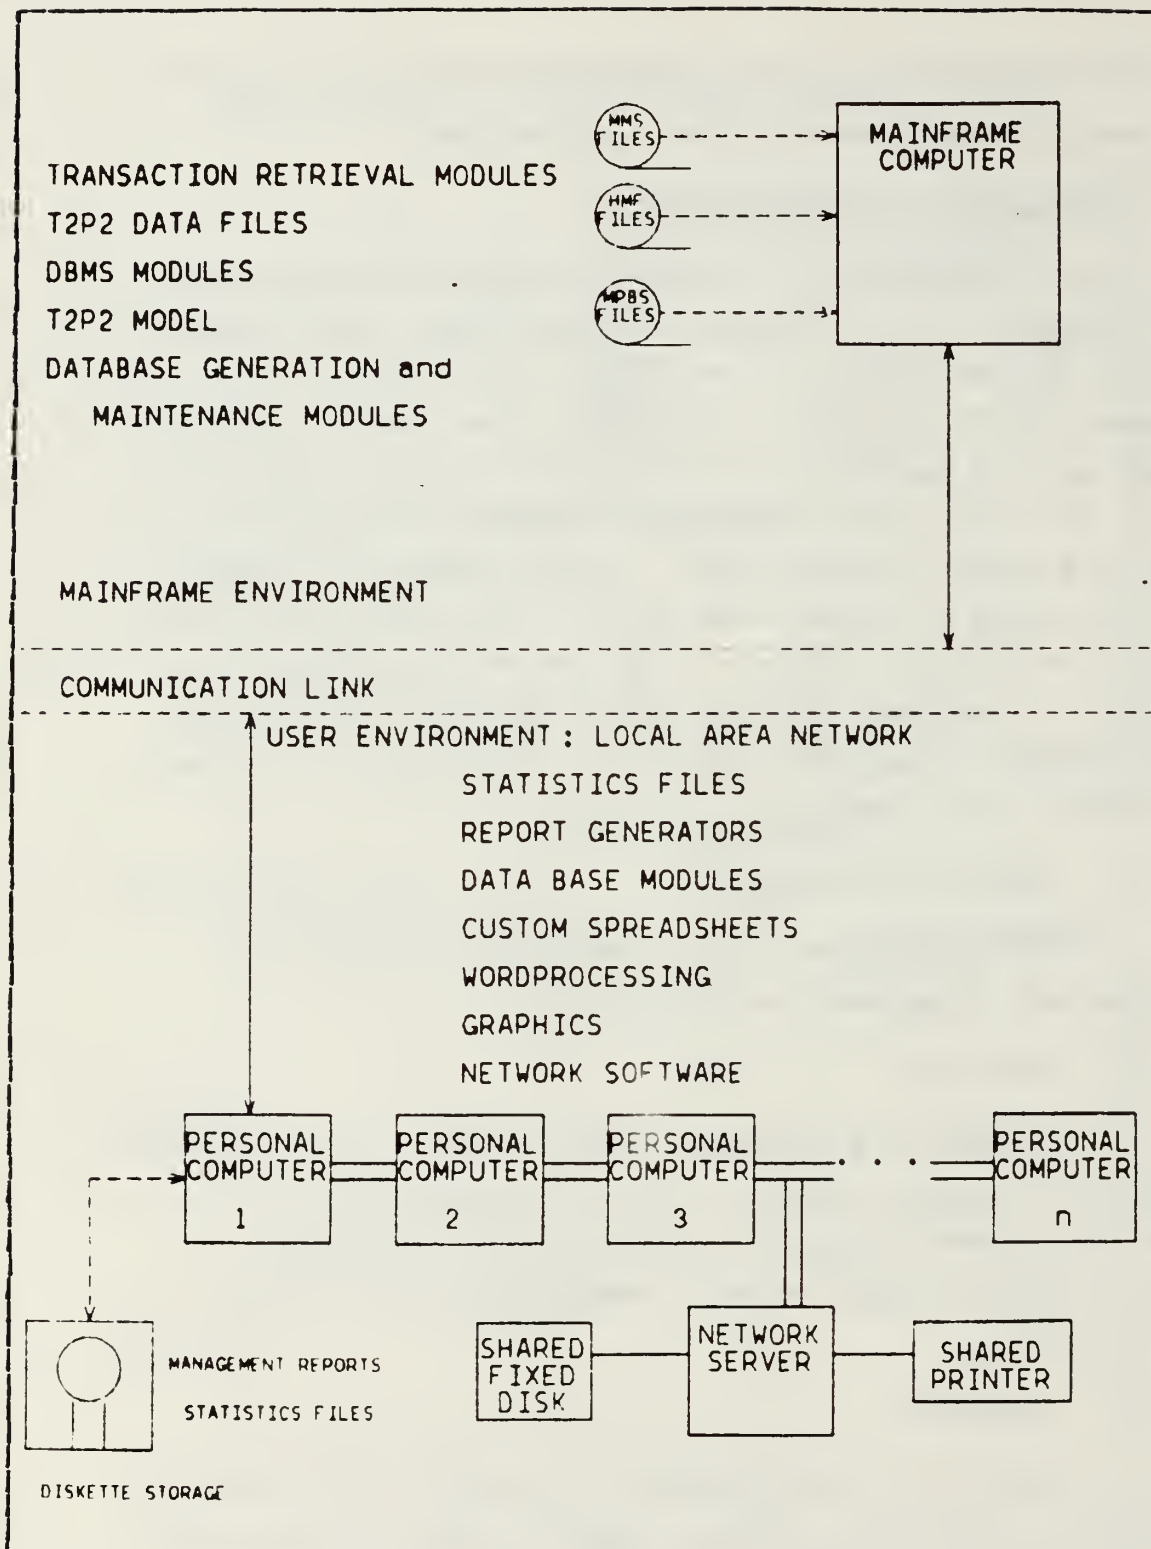 MMS
FILES
MAINFRAME
COMPUTER
TRANSACTION RETRIEVAL MODULES
HMF
FILES
T2P2 DATA FILES
DBMS MODULES
MPBS
FILES
T2P2 MODEL
DATABASE GENERATION and
MAINTENANCE MODULES
MAINFRAME ENVIRONMENT
COMMUNICATION LINK
USER ENVIRONMENT: LOCAL AREA NETWORK
STATISTICS FILES
REPORT GENERATORS
DATA BASE MODULES
CUSTOM SPREADSHEETS
WORDPROCESSING
GRAPHICS
NETWORK SOFTWARE
PERSONAL
COMPUTER
1
PERSONAL
COMPUTER
2
PERSONAL
COMPUTER
3
. . .
PERSONAL
COMPUTER
n
MANAGEMENT REPORTS
STATISTICS FILES
DISKETTE STORAGE
SHARED
FIXED
DISK
NETWORK
SERVER
SHARED
PRINTER